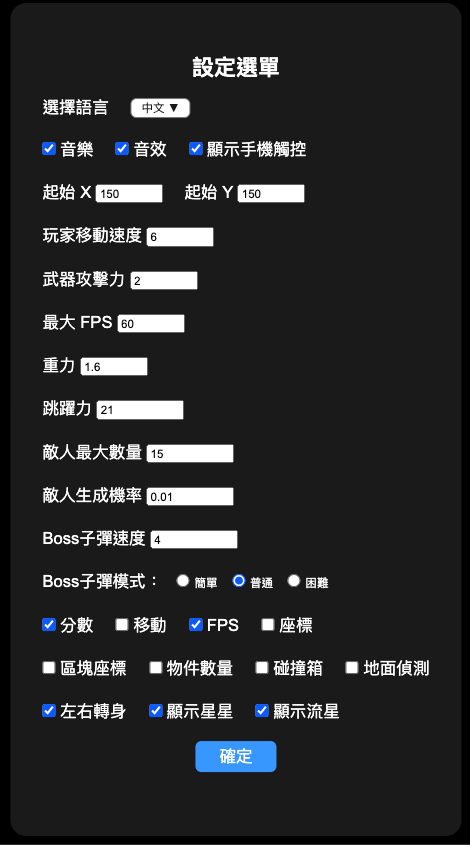 設定選單
選擇語言 中文 ▼
音樂 音效 顯示手機觸控
起始 X 150 起始 Y 150
玩家移動速度 6
武器攻擊力 2
最大 FPS 60
重力 1.6
跳躍力 21
敵人最大數量 15
敵人生成機率 0.01
Boss子彈速度 4
Boss子彈模式： 簡單 普通 困難
分數 移動 FPS 座標
區塊座標 物件數量 碰撞箱 地面偵測
左右轉身 顯示星星 顯示流星
確定